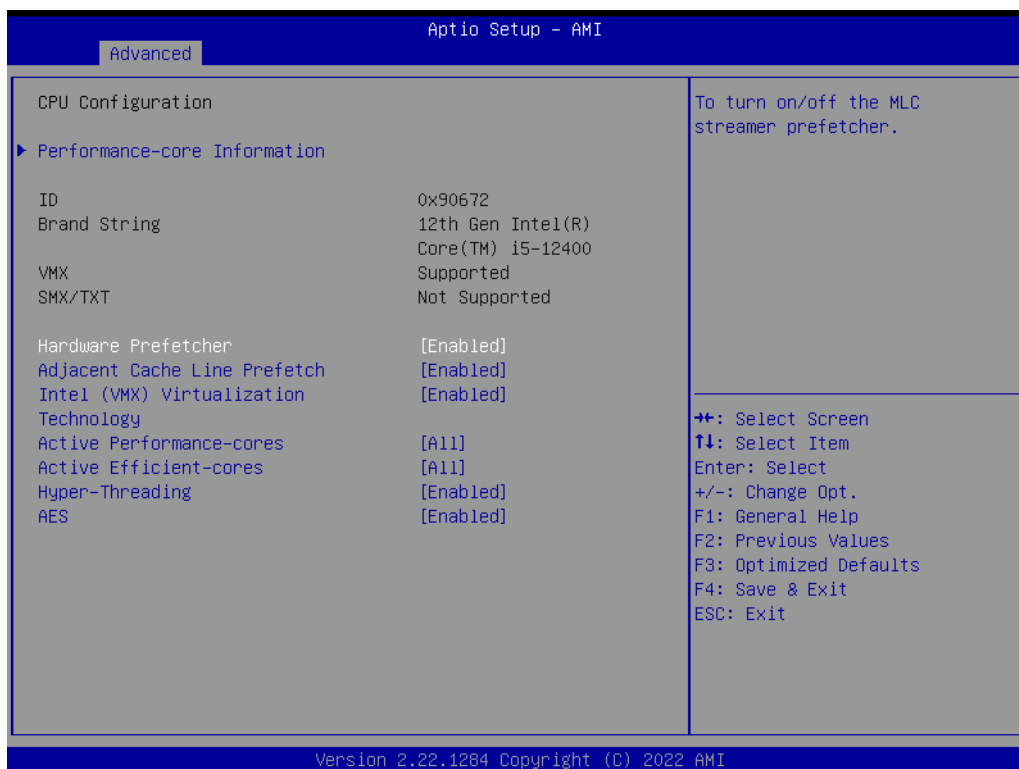 Aptio Setup - AMI
Advanced
CPU Configuration
Performance-core Information
ID 0x90672
Brand String 12th Gen Intel(R)
Core(TM) i5-12400
VMX Supported
SMX/TXT Not Supported
Hardware Prefetcher [Enabled]
Adjacent Cache Line Prefetch [Enabled]
Intel (VMX) Virtualization [Enabled]
Technology
Active Performance-cores [All]
Active Efficient-cores [All]
Hyper-Threading [Enabled]
AES [Enabled]
To turn on/off the MLC
streamer prefetcher.
→←: Select Screen
↑↓: Select Item
Enter: Select
+/-: Change Opt.
F1: General Help
F2: Previous Values
F3: Optimized Defaults
F4: Save & Exit
ESC: Exit
Version 2.22.1284 Copyright (C) 2022 AMI